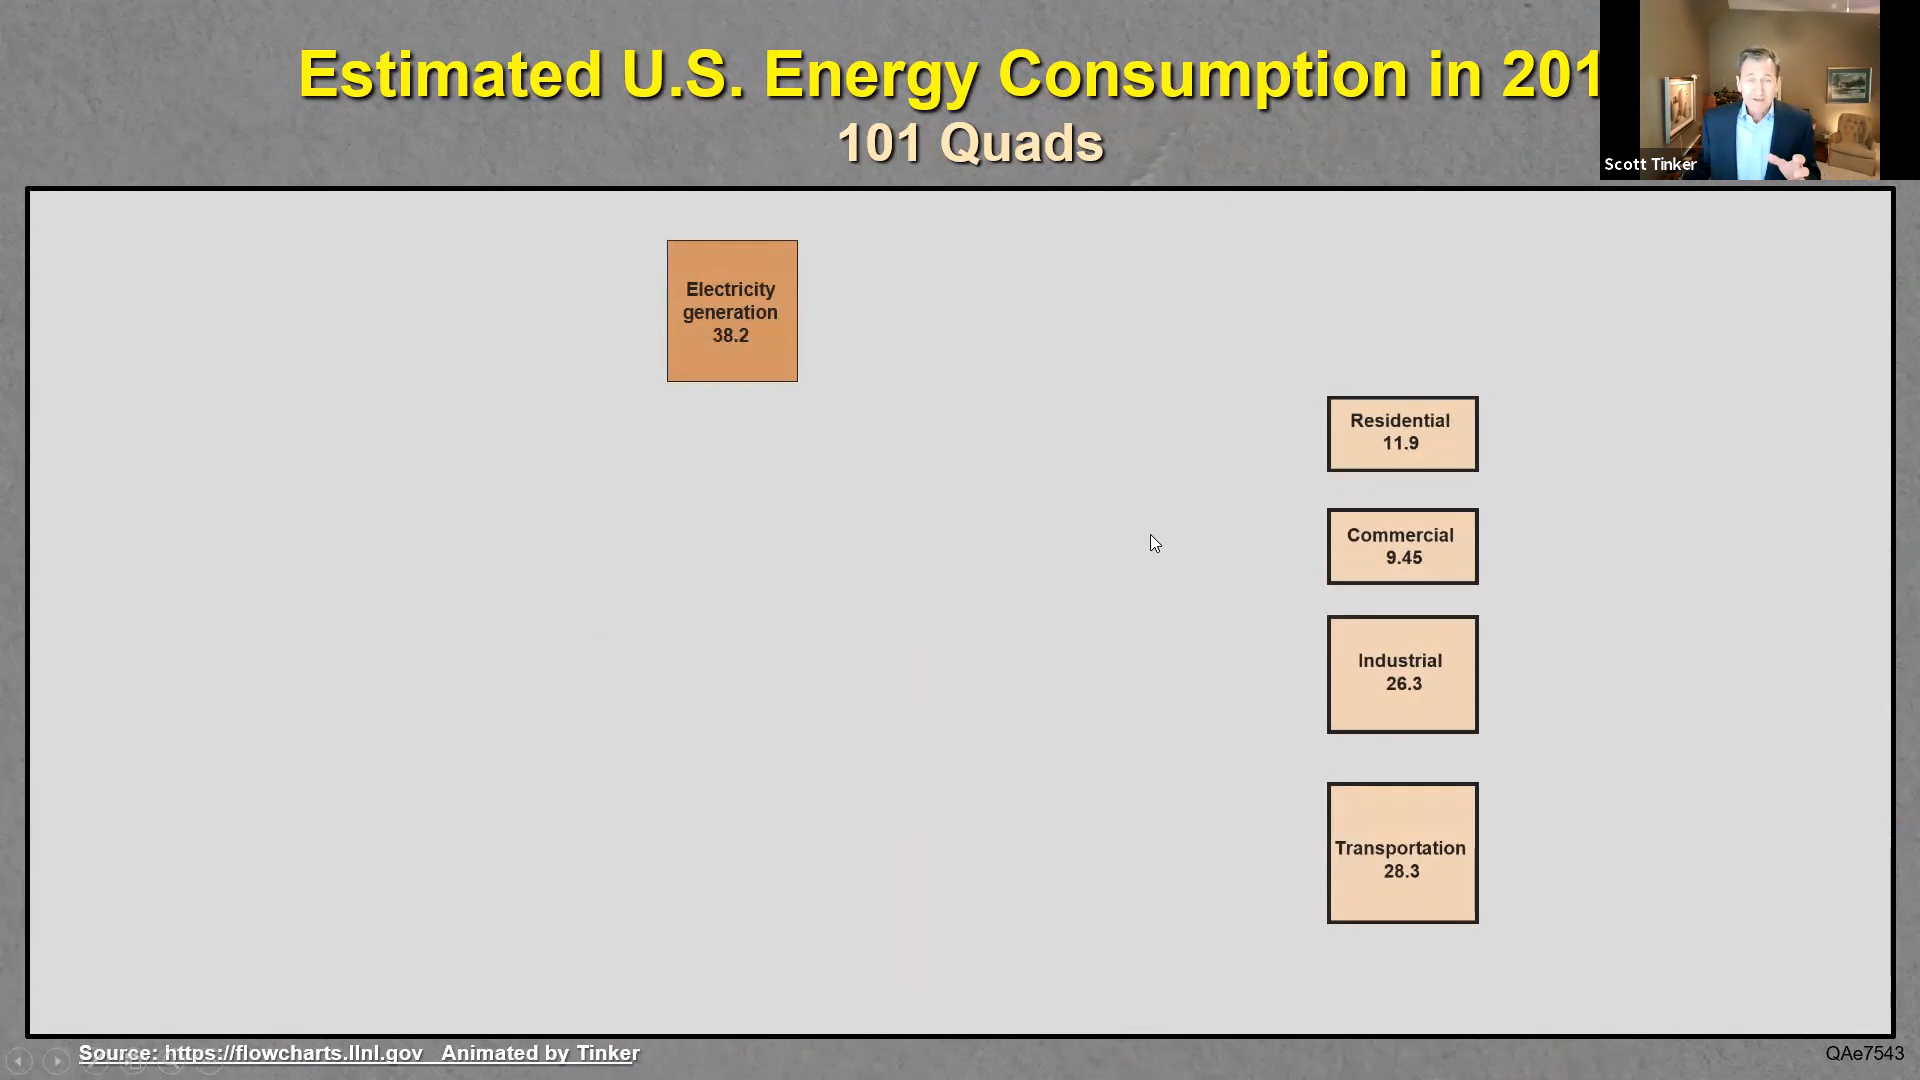 Estimated U.S. Energy Consumption in 201
101 Quads
Scott Tinker
Electricity
generation
38.2
Residential
11.9
Commercial
9.45
Industrial
26.3
Transportation
28.3
Source: https://flowcharts.llnl.gov Animated by Tinker
QAe7543